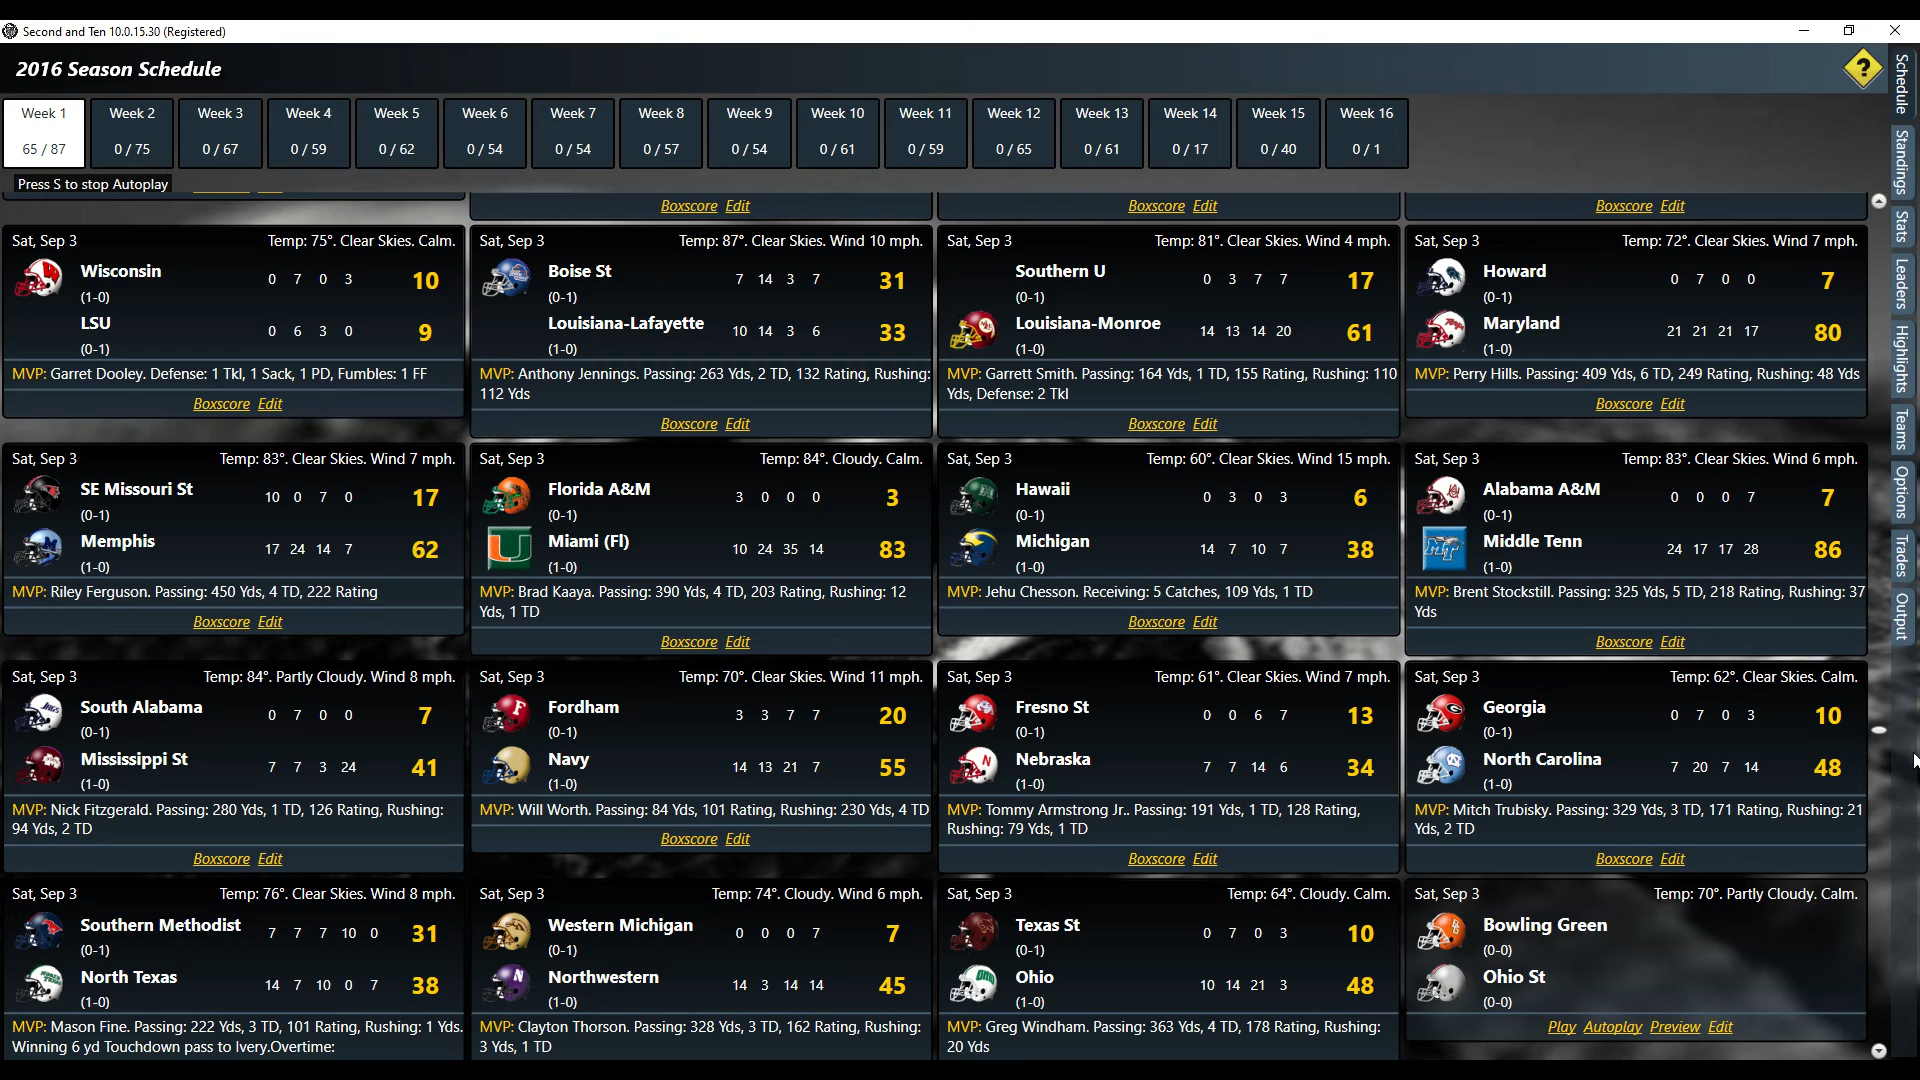 Second and Ten 10.0.15.30 (Registered)
2016 Season Schedule
?
Week 1 Week 2 Week 3 Week 4 Week 5 Week 6 Week 7 Week 8 Week 9 Week 10 Week 11 Week 12 Week 13 Week 14 Week 15 Week 16
65 / 87 0 / 75 0 / 67 0 / 59 0 / 62 0 / 54 0 / 54 0 / 57 0 / 54 0 / 61 0 / 59 0 / 65 0 / 61 0 / 17 0 / 40 0 / 1
Press S to stop Autoplay
Boxscore Edit
Boxscore Edit
Boxscore Edit
Sat, Sep 3 Temp: 75°. Clear Skies. Calm.
Wisconsin 0 7 0 3 10
(1-0)
LSU 0 6 3 0 9
(0-1)
MVP: Garret Dooley. Defense: 1 Tkl, 1 Sack, 1 PD, Fumbles: 1 FF
Boxscore Edit
Sat, Sep 3 Temp: 87°. Clear Skies. Wind 10 mph.
Boise St 7 14 3 7 31
(0-1)
Louisiana-Lafayette 10 14 3 6 33
(1-0)
MVP: Anthony Jennings. Passing: 263 Yds, 2 TD, 132 Rating, Rushing:
112 Yds
Boxscore Edit
Sat, Sep 3 Temp: 81°. Clear Skies. Wind 4 mph.
Southern U 0 3 7 7 17
(0-1)
Louisiana-Monroe 14 13 14 20 61
(1-0)
MVP: Garrett Smith. Passing: 164 Yds, 1 TD, 155 Rating, Rushing: 110
Yds, Defense: 2 Tkl
Boxscore Edit
Sat, Sep 3 Temp: 72°. Clear Skies. Wind 7 mph.
Howard 0 7 0 0 7
(0-1)
Maryland 21 21 21 17 80
(1-0)
MVP: Perry Hills. Passing: 409 Yds, 6 TD, 249 Rating, Rushing: 48 Yds
Boxscore Edit
Sat, Sep 3 Temp: 83°. Clear Skies. Wind 7 mph.
SE Missouri St 10 0 7 0 17
(0-1)
Memphis 17 24 14 7 62
(1-0)
MVP: Riley Ferguson. Passing: 450 Yds, 4 TD, 222 Rating
Boxscore Edit
Sat, Sep 3 Temp: 84°. Cloudy. Calm.
Florida A&M 3 0 0 0 3
(0-1)
Miami (Fl) 10 24 35 14 83
(1-0)
MVP: Brad Kaaya. Passing: 390 Yds, 4 TD, 203 Rating, Rushing: 12
Yds, 1 TD
Boxscore Edit
Sat, Sep 3 Temp: 60°. Clear Skies. Wind 15 mph.
Hawaii 0 3 0 3 6
(0-1)
Michigan 14 7 10 7 38
(1-0)
MVP: Jehu Chesson. Receiving: 5 Catches, 109 Yds, 1 TD
Boxscore Edit
Sat, Sep 3 Temp: 83°. Clear Skies. Wind 6 mph.
Alabama A&M 0 0 0 7 7
(0-1)
Middle Tenn 24 17 17 28 86
(1-0)
MVP: Brent Stockstill. Passing: 325 Yds, 5 TD, 218 Rating, Rushing: 37
Yds
Boxscore Edit
Sat, Sep 3 Temp: 84°. Partly Cloudy. Wind 8 mph.
South Alabama 0 7 0 0 7
(0-1)
Mississippi St 7 7 3 24 41
(1-0)
MVP: Nick Fitzgerald. Passing: 280 Yds, 1 TD, 126 Rating, Rushing:
94 Yds, 2 TD
Boxscore Edit
Sat, Sep 3 Temp: 70°. Clear Skies. Wind 11 mph.
Fordham 3 3 7 7 20
(0-1)
Navy 14 13 21 7 55
(1-0)
MVP: Will Worth. Passing: 84 Yds, 101 Rating, Rushing: 230 Yds, 4 TD
Boxscore Edit
Sat, Sep 3 Temp: 61°. Clear Skies. Wind 7 mph.
Fresno St 0 0 6 7 13
(0-1)
Nebraska 7 7 14 6 34
(1-0)
MVP: Tommy Armstrong Jr.. Passing: 191 Yds, 1 TD, 128 Rating,
Rushing: 79 Yds, 1 TD
Boxscore Edit
Sat, Sep 3 Temp: 62°. Clear Skies. Calm.
Georgia 0 7 0 3 10
(0-1)
North Carolina 7 20 7 14 48
(1-0)
MVP: Mitch Trubisky. Passing: 329 Yds, 3 TD, 171 Rating, Rushing: 21
Yds, 2 TD
Boxscore Edit
Sat, Sep 3 Temp: 76°. Clear Skies. Wind 8 mph.
Southern Methodist 7 7 7 10 0 31
(0-1)
North Texas 14 7 10 0 7 38
(1-0)
MVP: Mason Fine. Passing: 222 Yds, 3 TD, 101 Rating, Rushing: 1 Yds.
Winning 6 yd Touchdown pass to Ivery.Overtime:
Sat, Sep 3 Temp: 74°. Cloudy. Wind 6 mph.
Western Michigan 0 0 0 7 7
(0-1)
Northwestern 14 3 14 14 45
(1-0)
MVP: Clayton Thorson. Passing: 328 Yds, 3 TD, 162 Rating, Rushing:
3 Yds, 1 TD
Sat, Sep 3 Temp: 64°. Cloudy. Calm.
Texas St 0 7 0 3 10
(0-1)
Ohio 10 14 21 3 48
(1-0)
MVP: Greg Windham. Passing: 363 Yds, 4 TD, 178 Rating, Rushing:
20 Yds
Sat, Sep 3 Temp: 70°. Partly Cloudy. Calm.
Bowling Green
(0-0)
Ohio St
(0-0)
Play Autoplay Preview Edit
Schedule
Standings
Stats
Leaders
Highlights
Teams
Options
Trades
Output